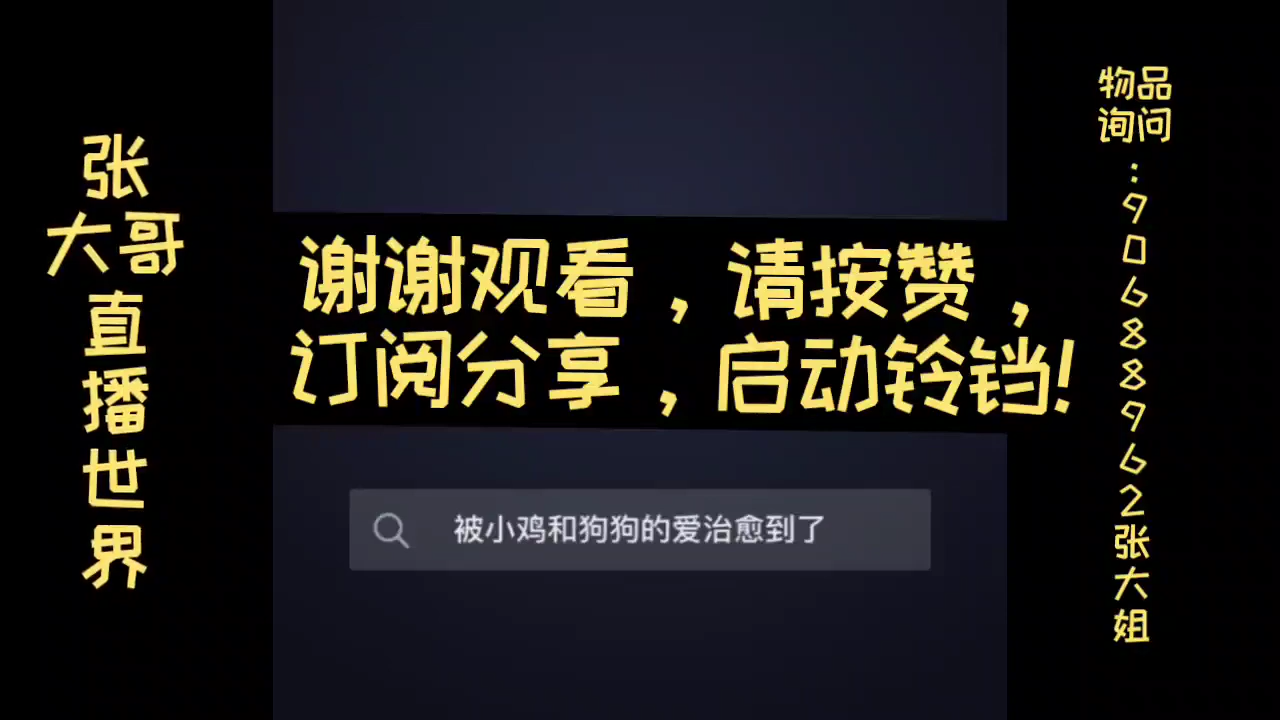 张
大哥
直
播
世
界
谢谢观看，请按赞，
订阅分享，启动铃铛!
被小鸡和狗狗的爱治愈到了
物品
询问
:
9
0
6
8
8
9
6
2
张
大
姐